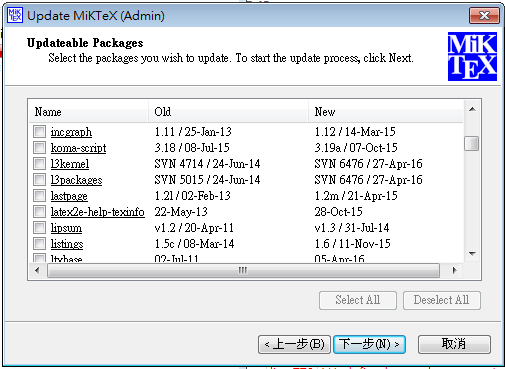 Update MiKTeX (Admin)
Updateable Packages
Select the packages you wish to update. To start the update process, click Next.
MiK
TEX
Name Old New
incgraph 1.11 / 25-Jan-13 1.12 / 14-Mar-15
koma-script 3.18 / 08-Jul-15 3.19a / 07-Oct-15
l3kernel SVN 4714 / 24-Jun-14 SVN 6476 / 27-Apr-16
l3packages SVN 5015 / 24-Jun-14 SVN 6476 / 27-Apr-16
lastpage 1.2l / 02-Feb-13 1.2m / 21-Apr-15
latex2e-help-texinfo 22-May-13 28-Oct-15
lipsum v1.2 / 20-Apr-11 v1.3 / 31-Jul-14
listings 1.5c / 08-Mar-14 1.6 / 11-Nov-15
ltxbase 02-Jul-11 05-Apr-16
Select All Deselect All
< 上一步(B) 下一步(N) > 取消